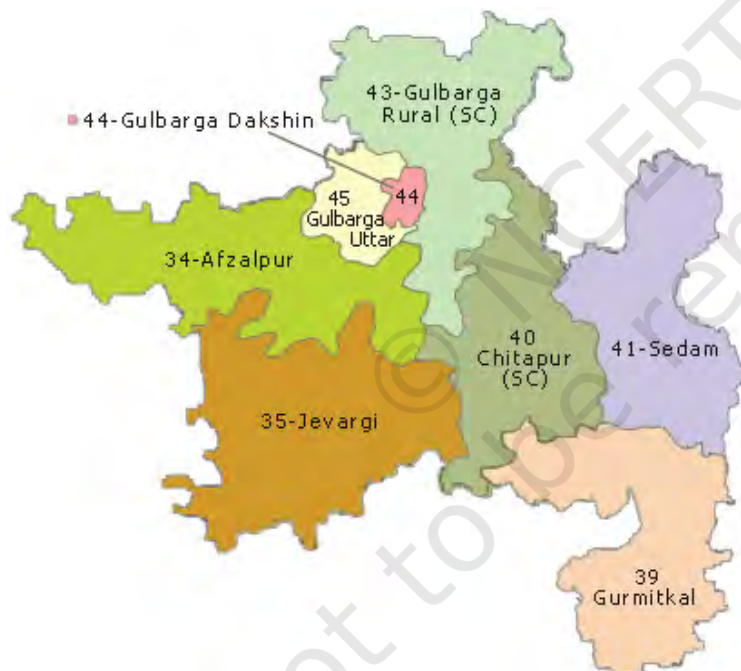 43-Gulbarga
Rural (SC)
44-Gulbarga Dakshin
45
Gulbarga
Uttar
44
34-Afzalpur
40
Chitapur
(SC)
41-Sedam
35-Jevargi
39
Gurmitkal
© NCERT
not to be rep